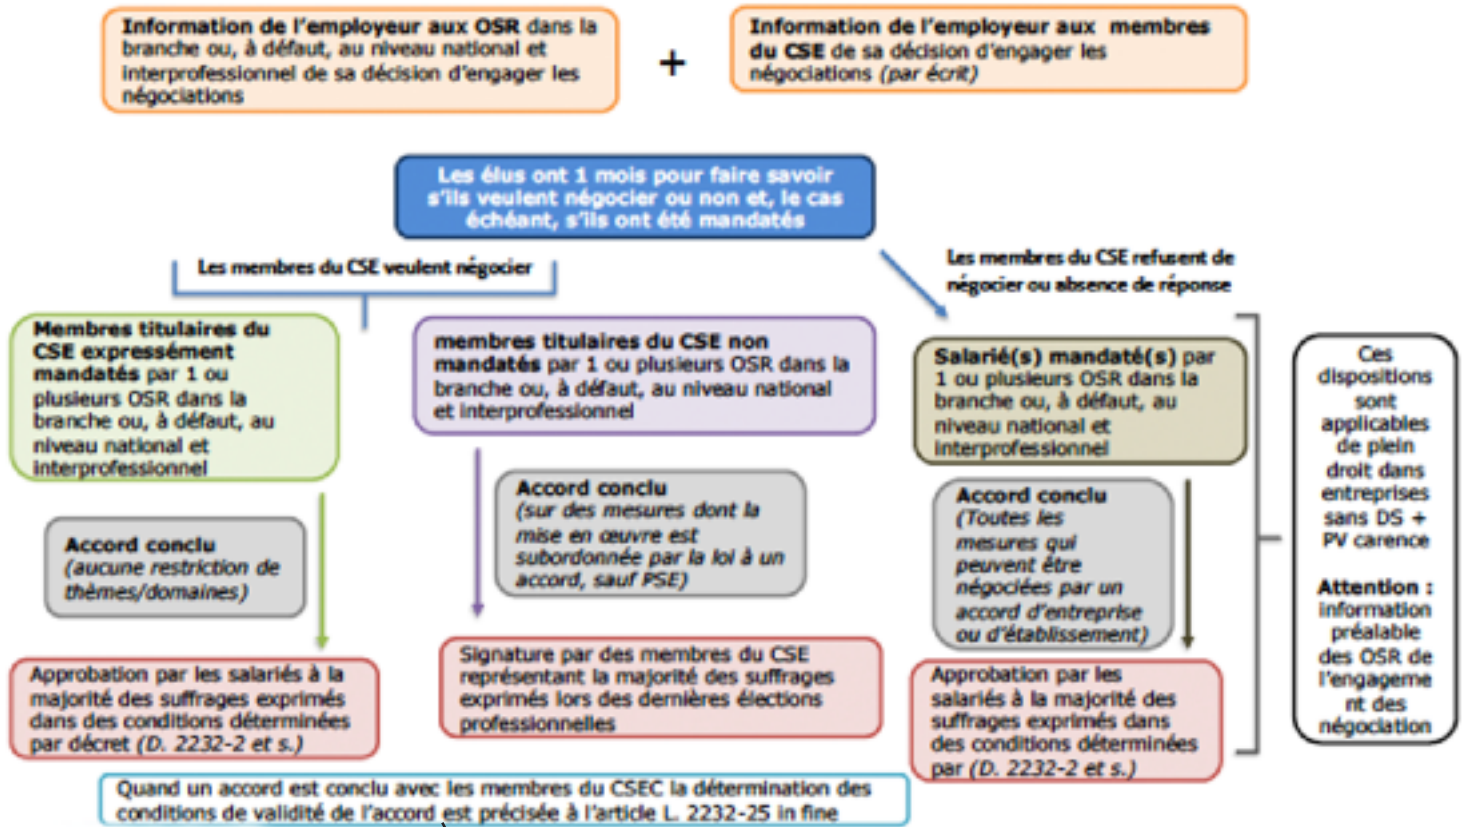 Information de l'employeur aux OSR dans la
branche ou, à défaut, au niveau national et
interprofessionnel de sa décision d'engager les
négociations
+
Information de l'employeur aux membres
du CSE de sa décision d'engager les
négociations (par écrit)
Les élus ont 1 mois pour faire savoir
s'ils veulent négocier ou non et, le cas
échéant, s'ils ont été mandatés
Les membres du CSE veulent négocier
Les membres du CSE refusent de
négocier ou absence de réponse
Membres titulaires du
CSE expressément
mandatés par 1 ou
plusieurs OSR dans la
branche ou, à défaut, au
niveau national et
interprofessionnel
membres titulaires du CSE non
mandatés par 1 ou plusieurs OSR dans la
branche ou, à défaut, au niveau national
et interprofessionnel
Salarié(s) mandaté(s) par
1 ou plusieurs OSR dans la
branche ou, à défaut, au
niveau national et
interprofessionnel
Accord conclu
(aucune restriction de
thèmes/domaines)
Accord conclu
(sur des mesures dont la
mise en œuvre est
subordonnée par la loi à un
accord, sauf PSE)
Accord conclu
(Toutes les
mesures qui
peuvent être
négociées par un
accord d'entreprise
ou d'établissement)
Approbation par les salariés à la
majorité des suffrages exprimés
dans des conditions déterminées
par décret (D. 2232-2 et s.)
Signature par des membres du CSE
représentant la majorité des suffrages
exprimés lors des dernières élections
professionnelles
Approbation par les
salariés à la majorité des
suffrages exprimés dans
des conditions déterminées
par (D. 2232-2 et s.)
Ces
dispositions
sont
applicables
de plein
droit dans
entreprises
sans DS +
PV carence
Attention :
information
préalable
des OSR de
l'engageme
nt des
négociation
Quand un accord est conclu avec les membres du CSEC la détermination des
conditions de validité de l'accord est précisée à l'article L. 2232-25 in fine